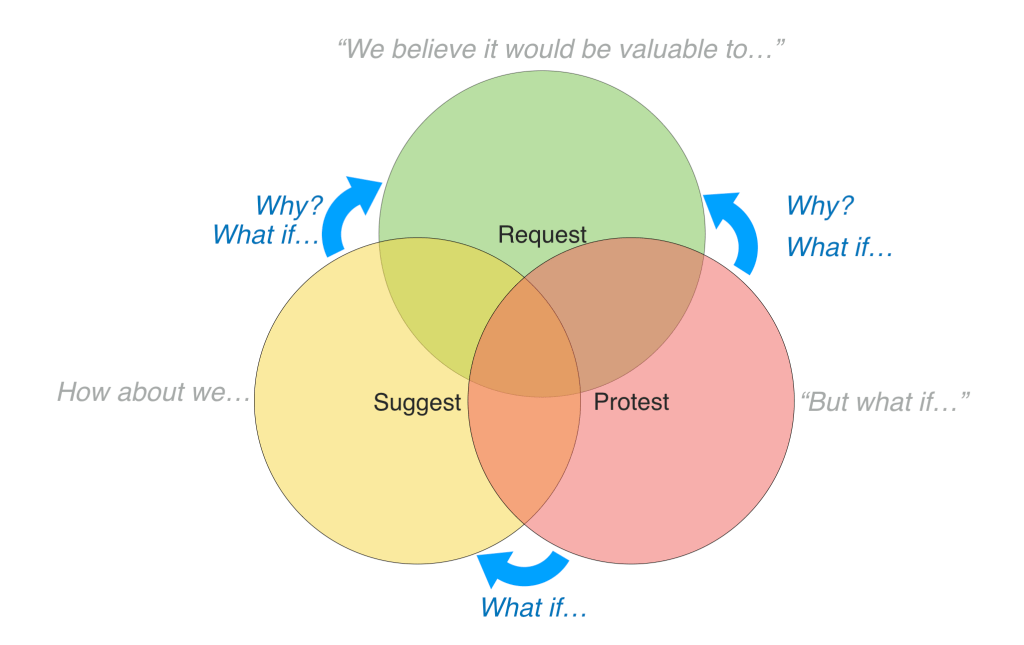 “We believe it would be valuable to…”
Why?
What if…
Why?
What if…
Request
How about we…
Suggest
Protest
“But what if…”
What if…